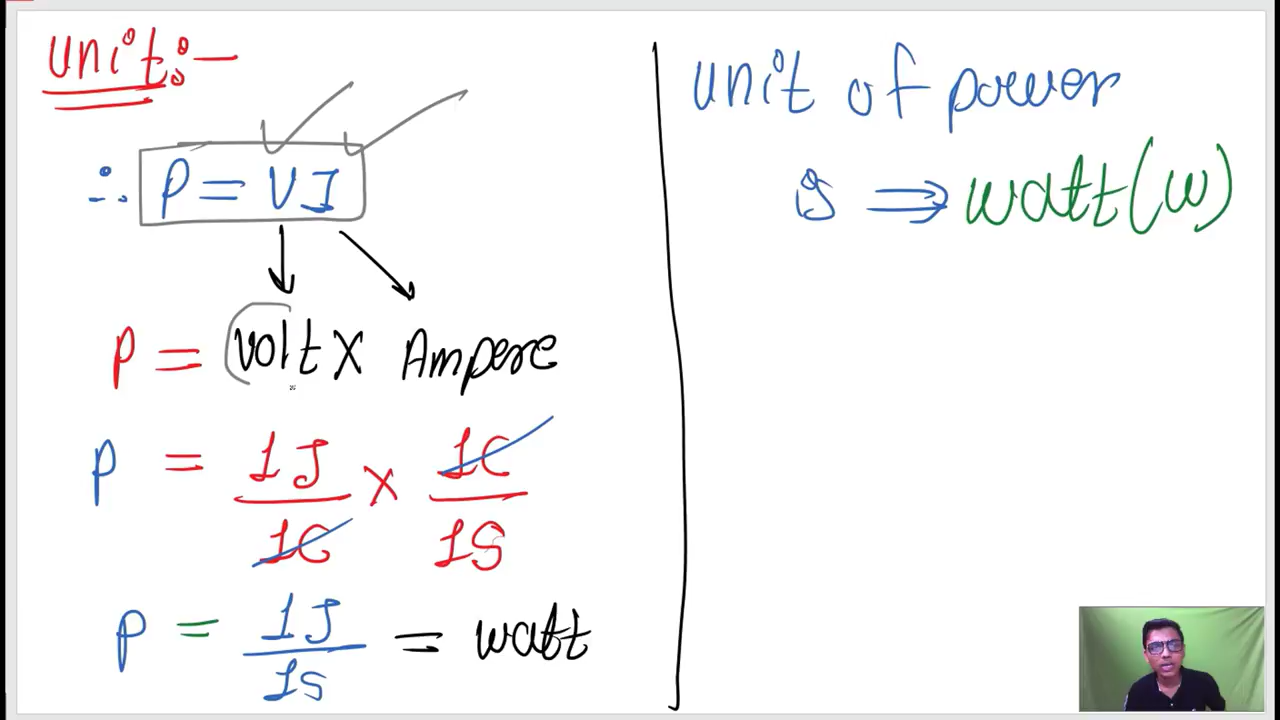 Unit:-
∴ P = VI
P = Volt X Ampere
P = 1J/1C X 1C/1S
P = 1J/1S = watt
unit of power
is ⇒ watt (w)